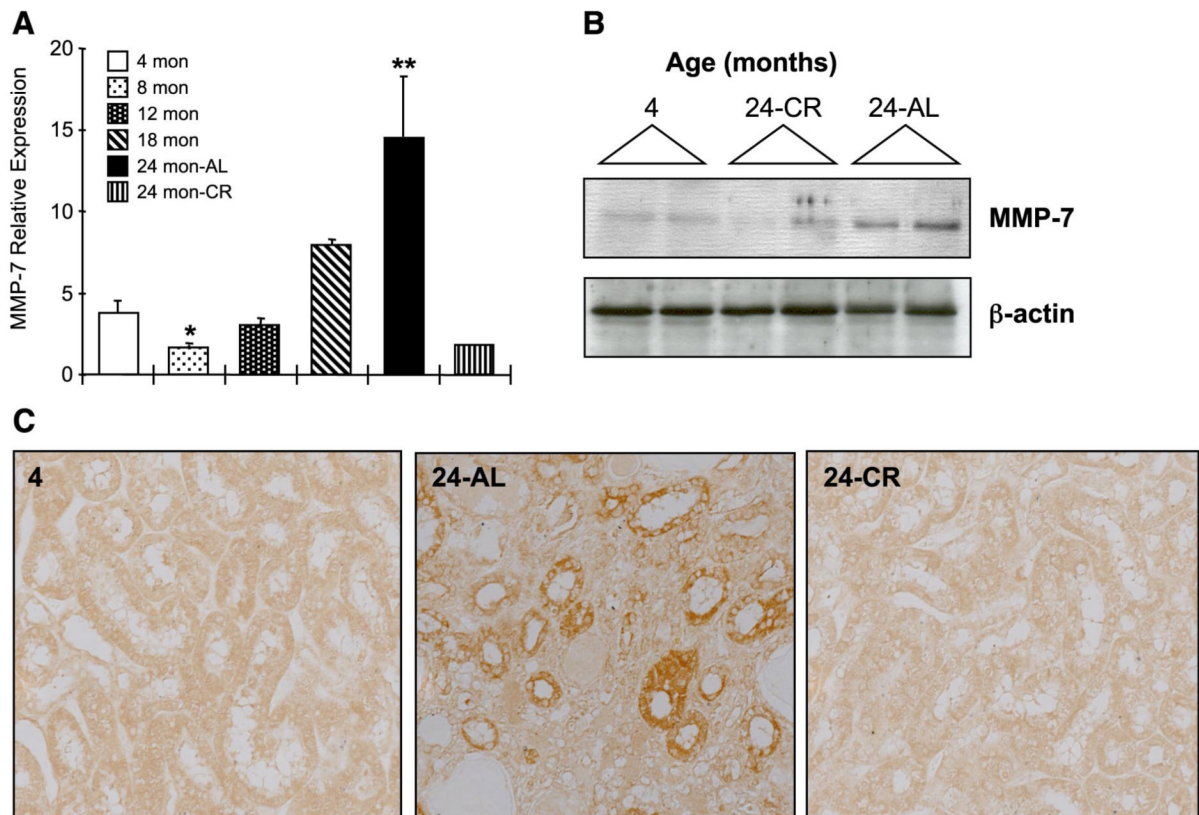 A
MMP-7 Relative Expression
20
15
10
5
0
4 mon
8 mon
12 mon
18 mon
24 mon-AL
24 mon-CR
*
**
B
Age (months)
4 24-CR 24-AL
MMP-7
β-actin
C
4
24-AL
24-CR